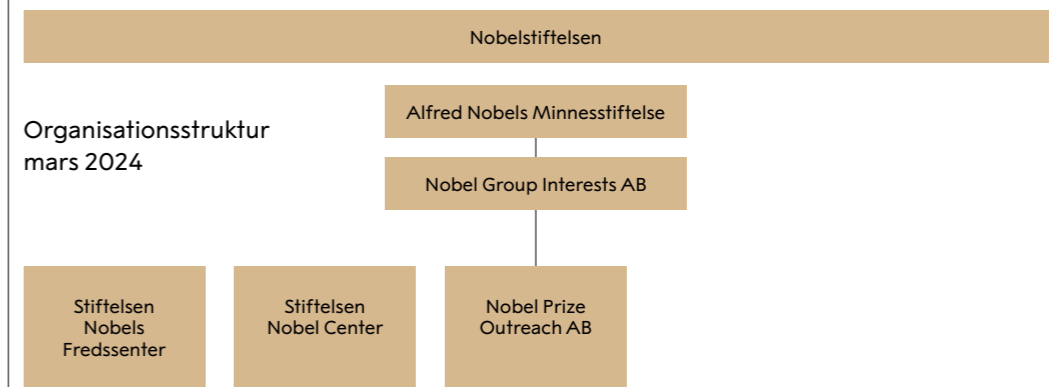 Nobelstiftelsen
Organisationsstruktur
mars 2024
Alfred Nobels Minnesstiftelse
Nobel Group Interests AB
Stiftelsen
Nobels
Fredssenter
Stiftelsen
Nobel Center
Nobel Prize
Outreach AB